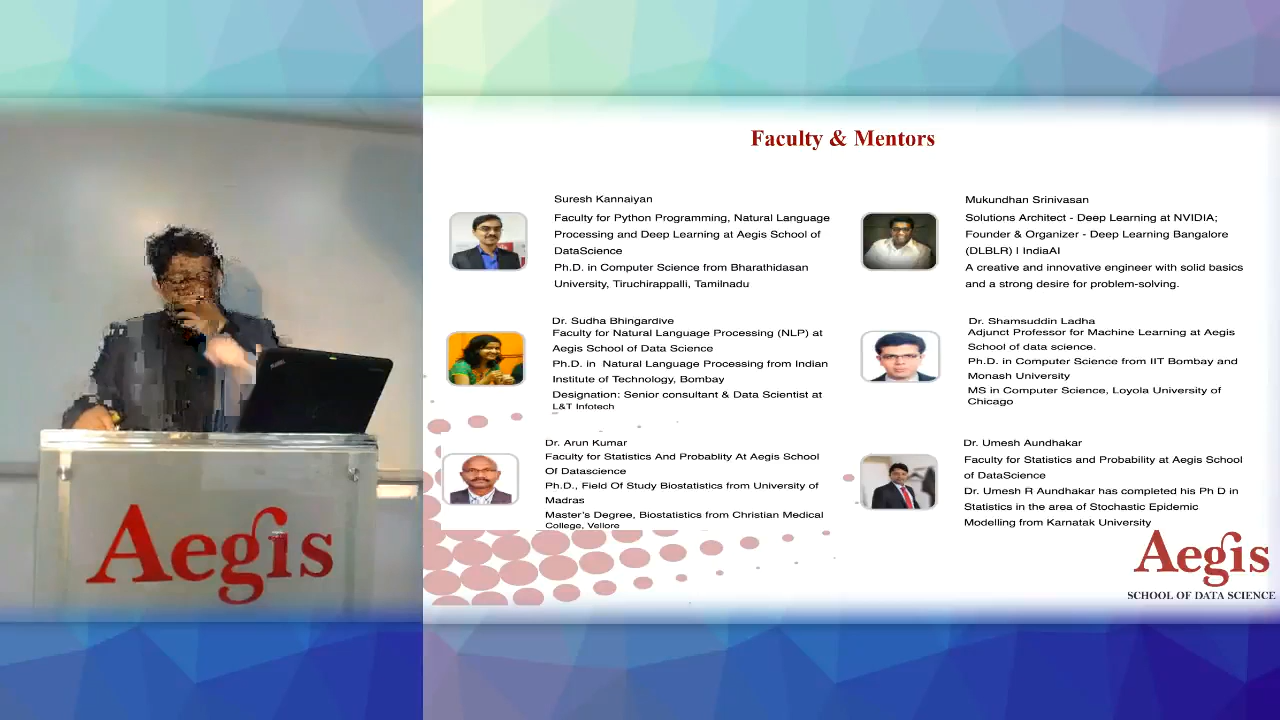 Faculty & Mentors
Suresh Kannaiyan
Faculty for Python Programming, Natural Language
Processing and Deep Learning at Aegis School of
DataScience
Ph.D. in Computer Science from Bharathidasan
University, Tiruchirappalli, Tamilnadu
Mukundhan Srinivasan
Solutions Architect - Deep Learning at NVIDIA;
Founder & Organizer - Deep Learning Bangalore
(DLBLR) | IndiaAI
A creative and innovative engineer with solid basics
and a strong desire for problem-solving.
Dr. Sudha Bhingardive
Faculty for Natural Language Processing (NLP) at
Aegis School of Data Science
Ph.D. in Natural Language Processing from Indian
Institute of Technology, Bombay
Designation: Senior consultant & Data Scientist at
L&T Infotech
Dr. Shamsuddin Ladha
Adjunct Professor for Machine Learning at Aegis
School of data science.
Ph.D. in Computer Science from IIT Bombay and
Monash University
MS in Computer Science, Loyola University of
Chicago
Dr. Arun Kumar
Faculty for Statistics And Probablity At Aegis School
Of Datascience
Ph.D., Field Of Study Biostatistics from University of
Madras
Master's Degree, Biostatistics from Christian Medical
College, Vellore
Dr. Umesh Aundhakar
Faculty for Statistics and Probability at Aegis School
of DataScience
Dr. Umesh R Aundhakar has completed his Ph D in
Statistics in the area of Stochastic Epidemic
Modelling from Karnatak University
Aegis
Aegis
SCHOOL OF DATA SCIENCE